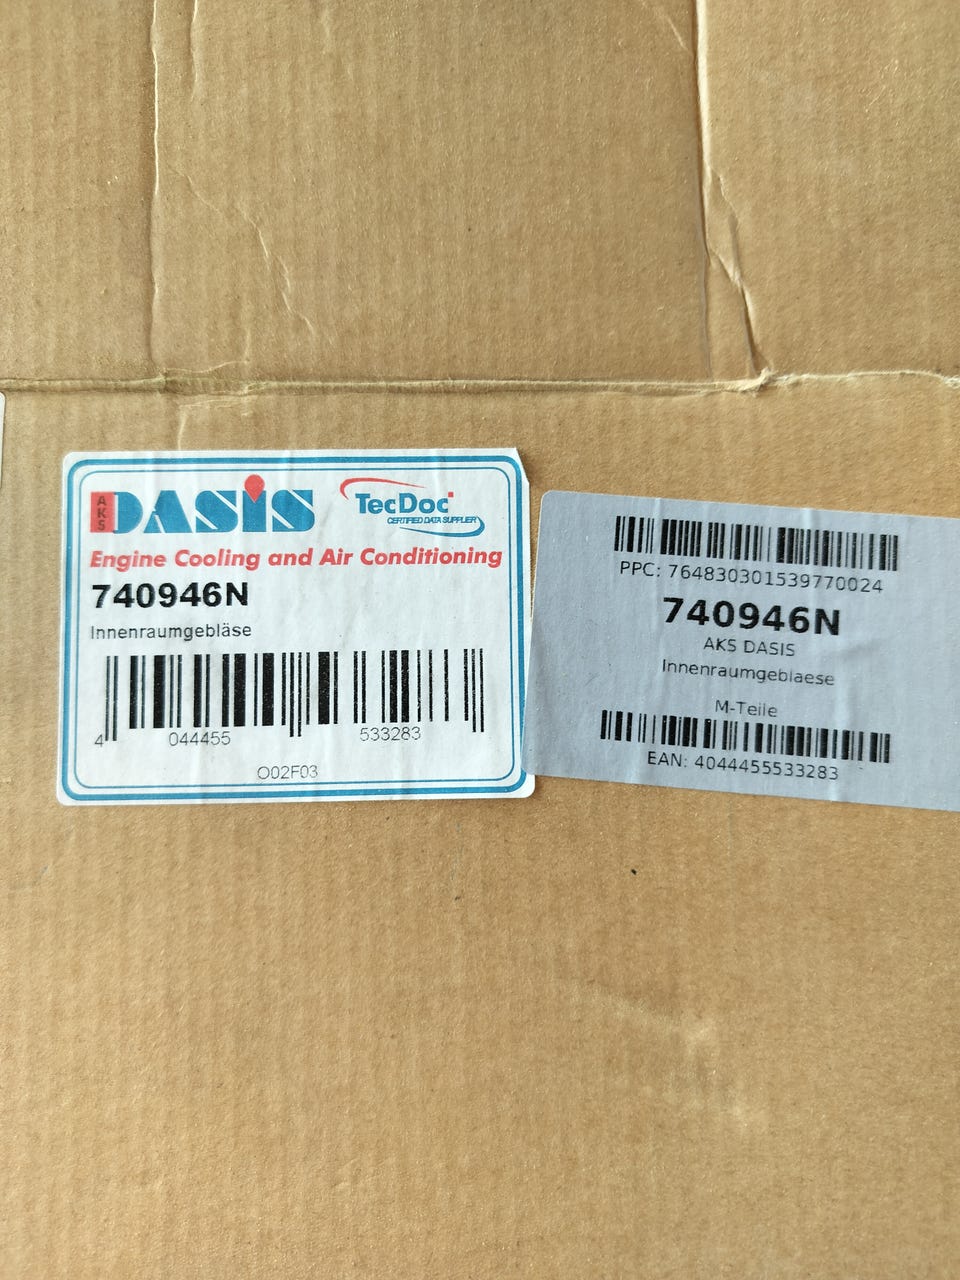 AKS DASIS
TecDoc
CERTIFIED DATA SUPPLIER
Engine Cooling and Air Conditioning
740946N
Innenraumgebläse
4 044455 533283
O02F03
PPC: 764830301539770024
740946N
AKS DASIS
Innenraumgeblaese
M-Teile
EAN: 4044455533283